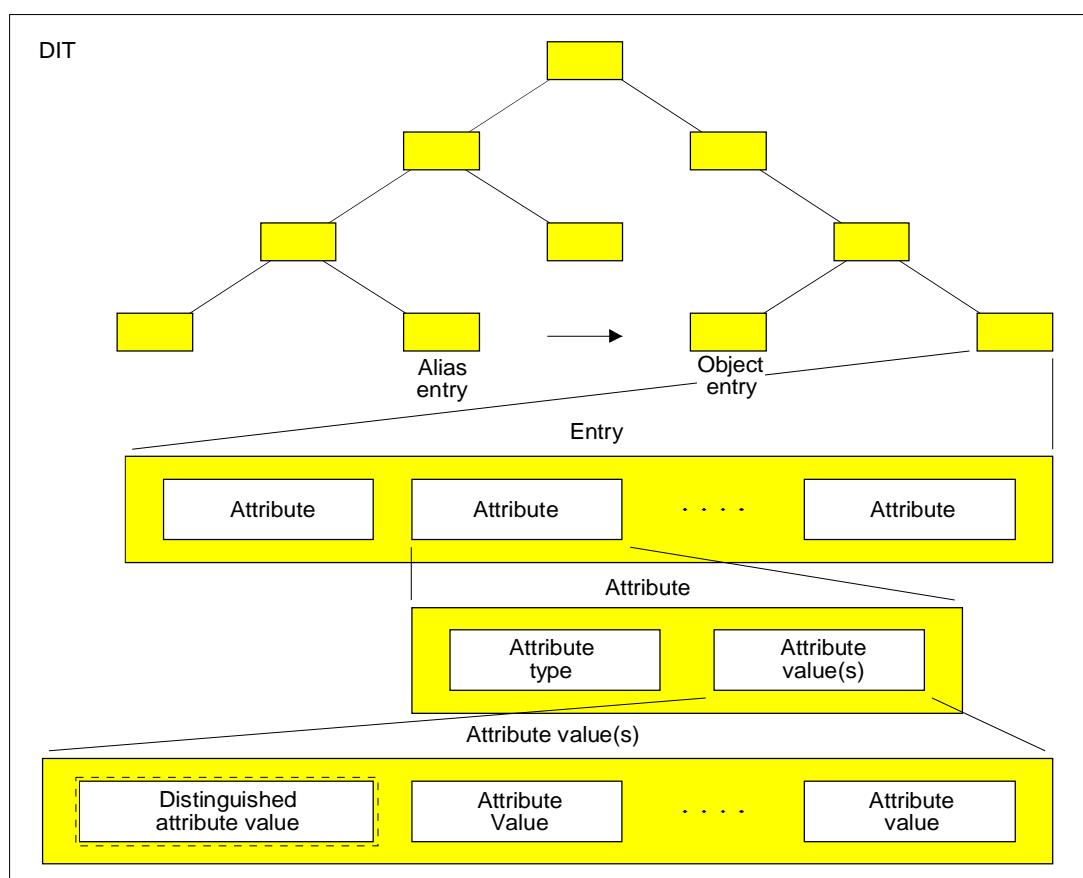 DIT
Alias
entry
Object
entry
Entry
Attribute
Attribute
. . . .
Attribute
Attribute
Attribute
type
Attribute
value(s)
Attribute value(s)
Distinguished
attribute value
Attribute
Value
. . . .
Attribute
value